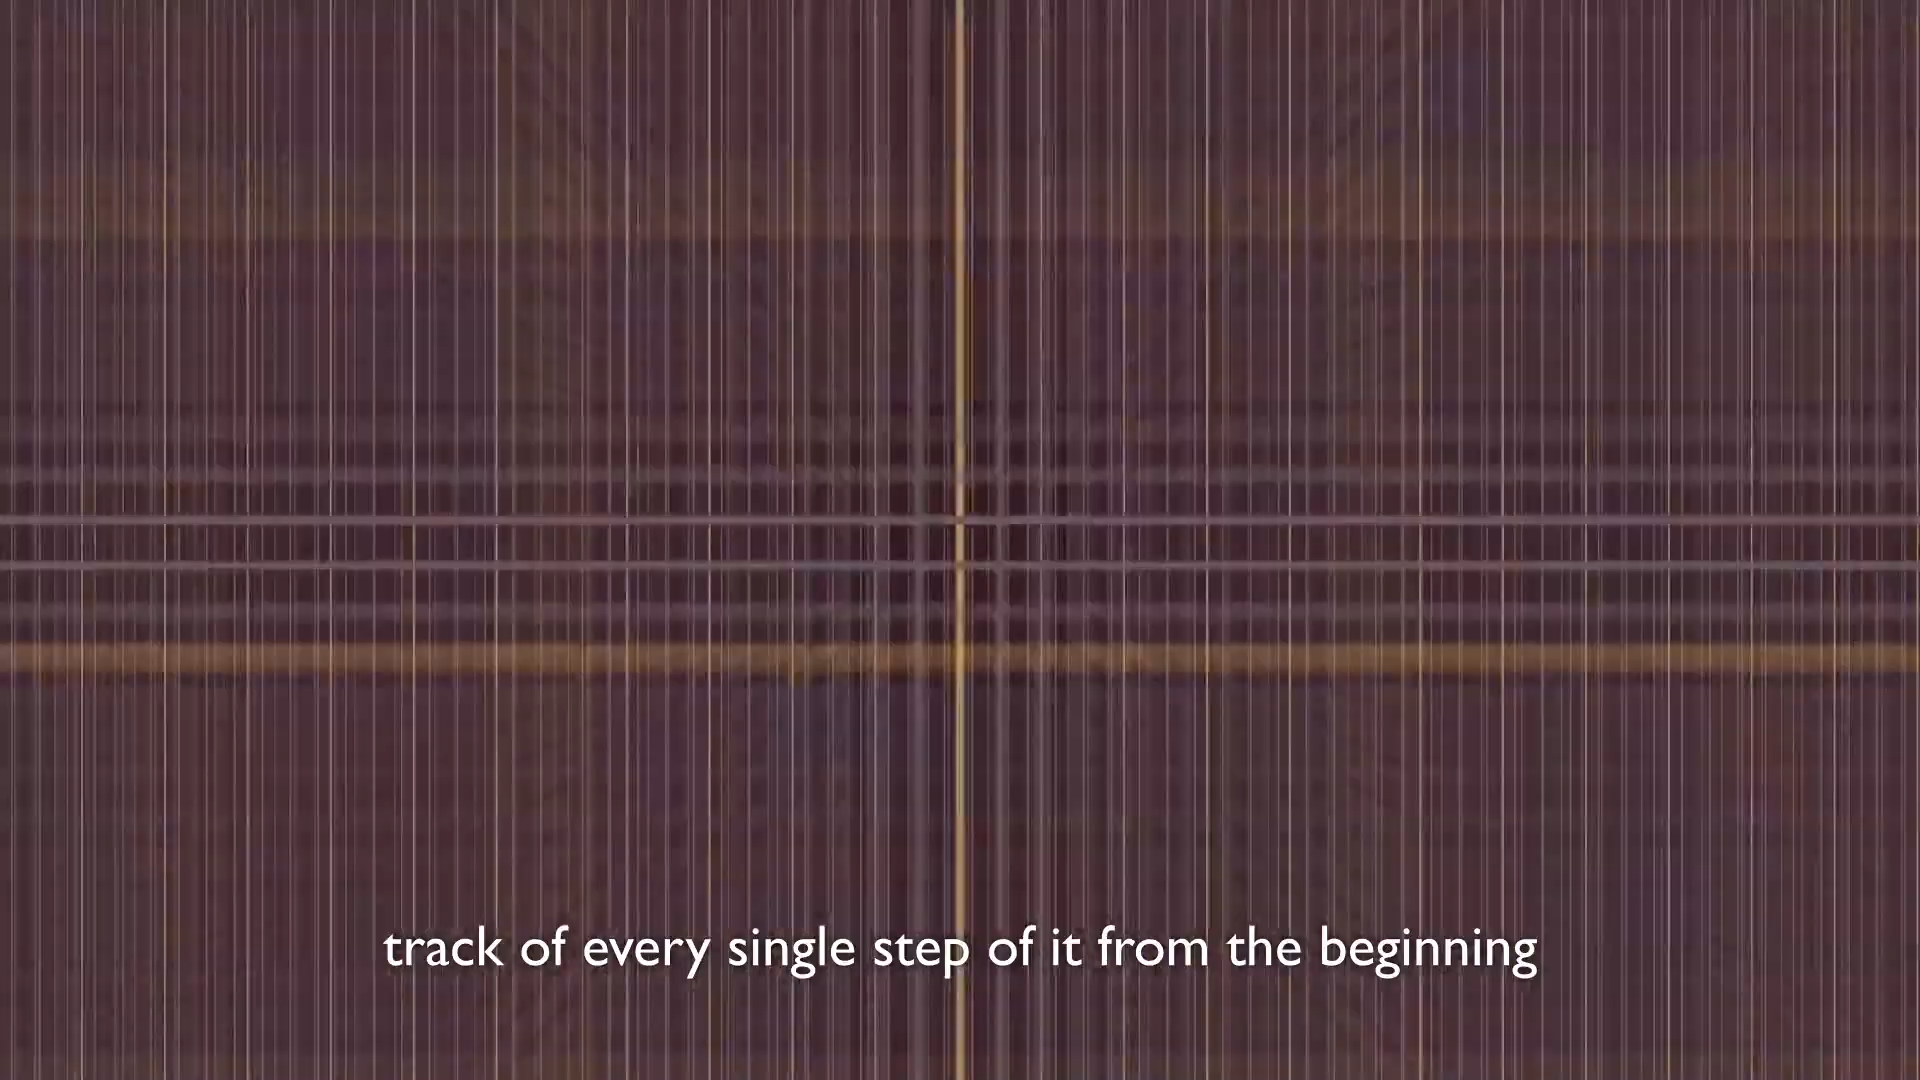 track of every single step of it from the beginning